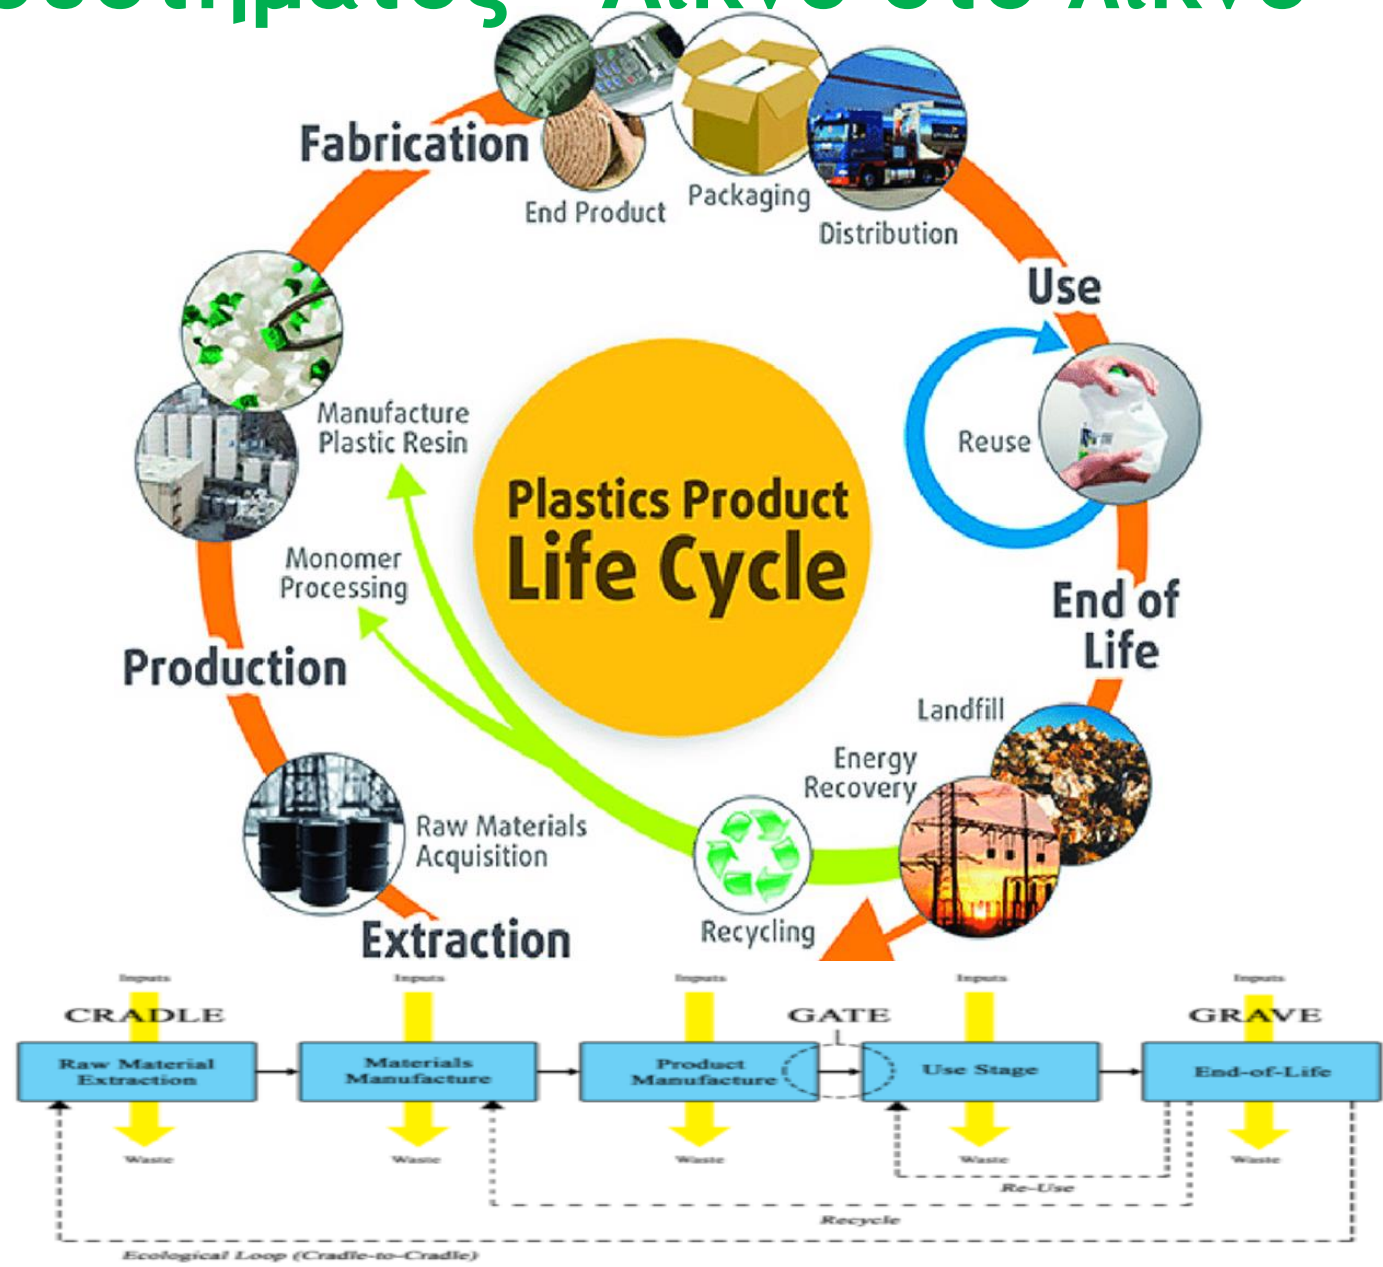 Fabrication
End Product
Packaging
Distribution
Use
Reuse
Manufacture
Plastic Resin
Monomer
Processing
Plastics Product
Life Cycle
Production
End of
Life
Landfill
Energy
Recovery
Raw Materials
Acquisition
Recycling
Extraction
Inputs
Inputs
Inputs
Inputs
Inputs
CRADLE
GATE
GRAVE
Raw Material
Extraction
Materials
Manufacture
Product
Manufacture
Use Stage
End-of-Life
Waste
Waste
Waste
Waste
Waste
Re-Use
Recycle
Ecological Loop (Cradle-to-Cradle)